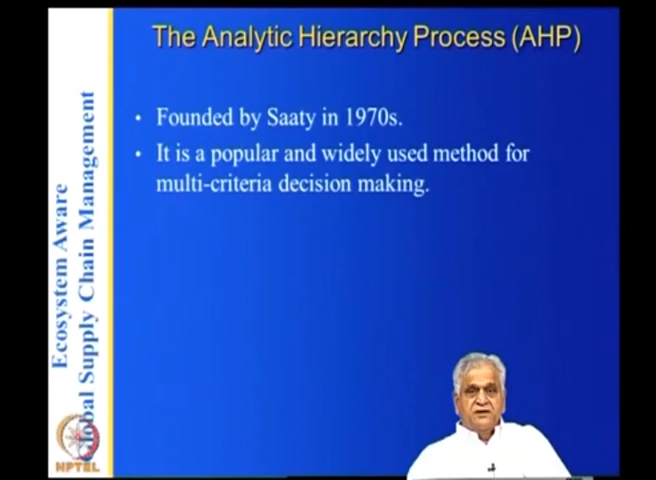 The Analytic Hierarchy Process (AHP)
• Founded by Saaty in 1970s.
• It is a popular and widely used method for
multi-criteria decision making.
Ecosystem Aware
Global Supply Chain Management
NPTEL